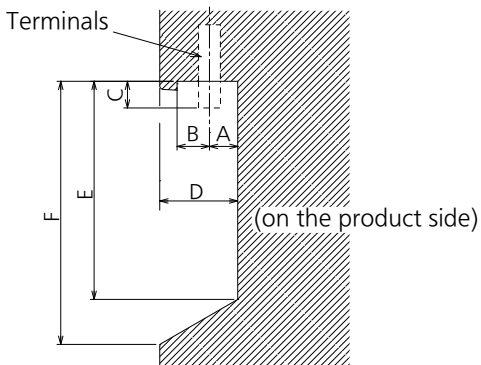 Terminals
C
B
A
E
D
F
(on the product side)